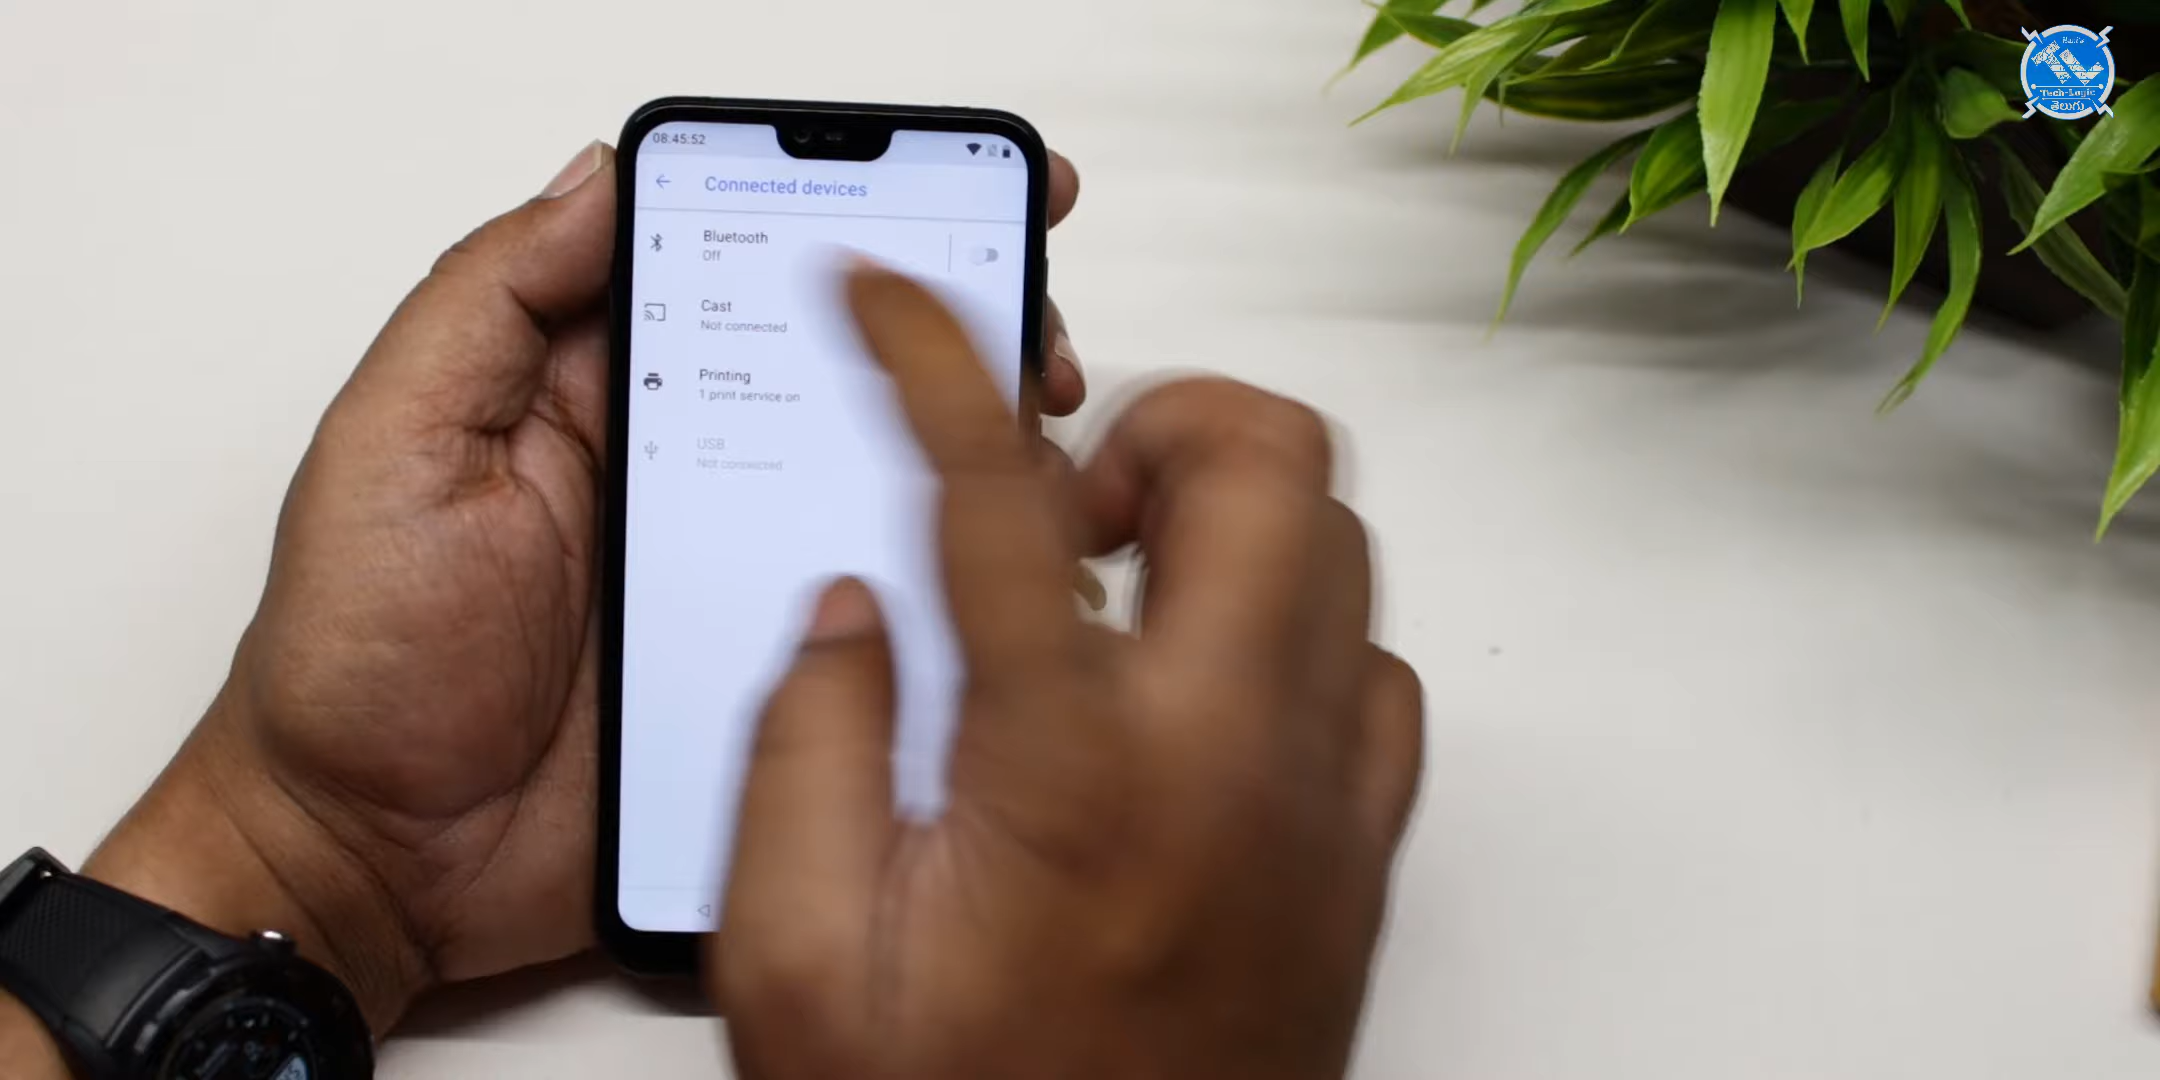 08:45:52
Connected devices
Bluetooth
Off
Cast
Not connected
Printing
1 print service on
USB
Not connected
Tech-Logic
తెలుగు